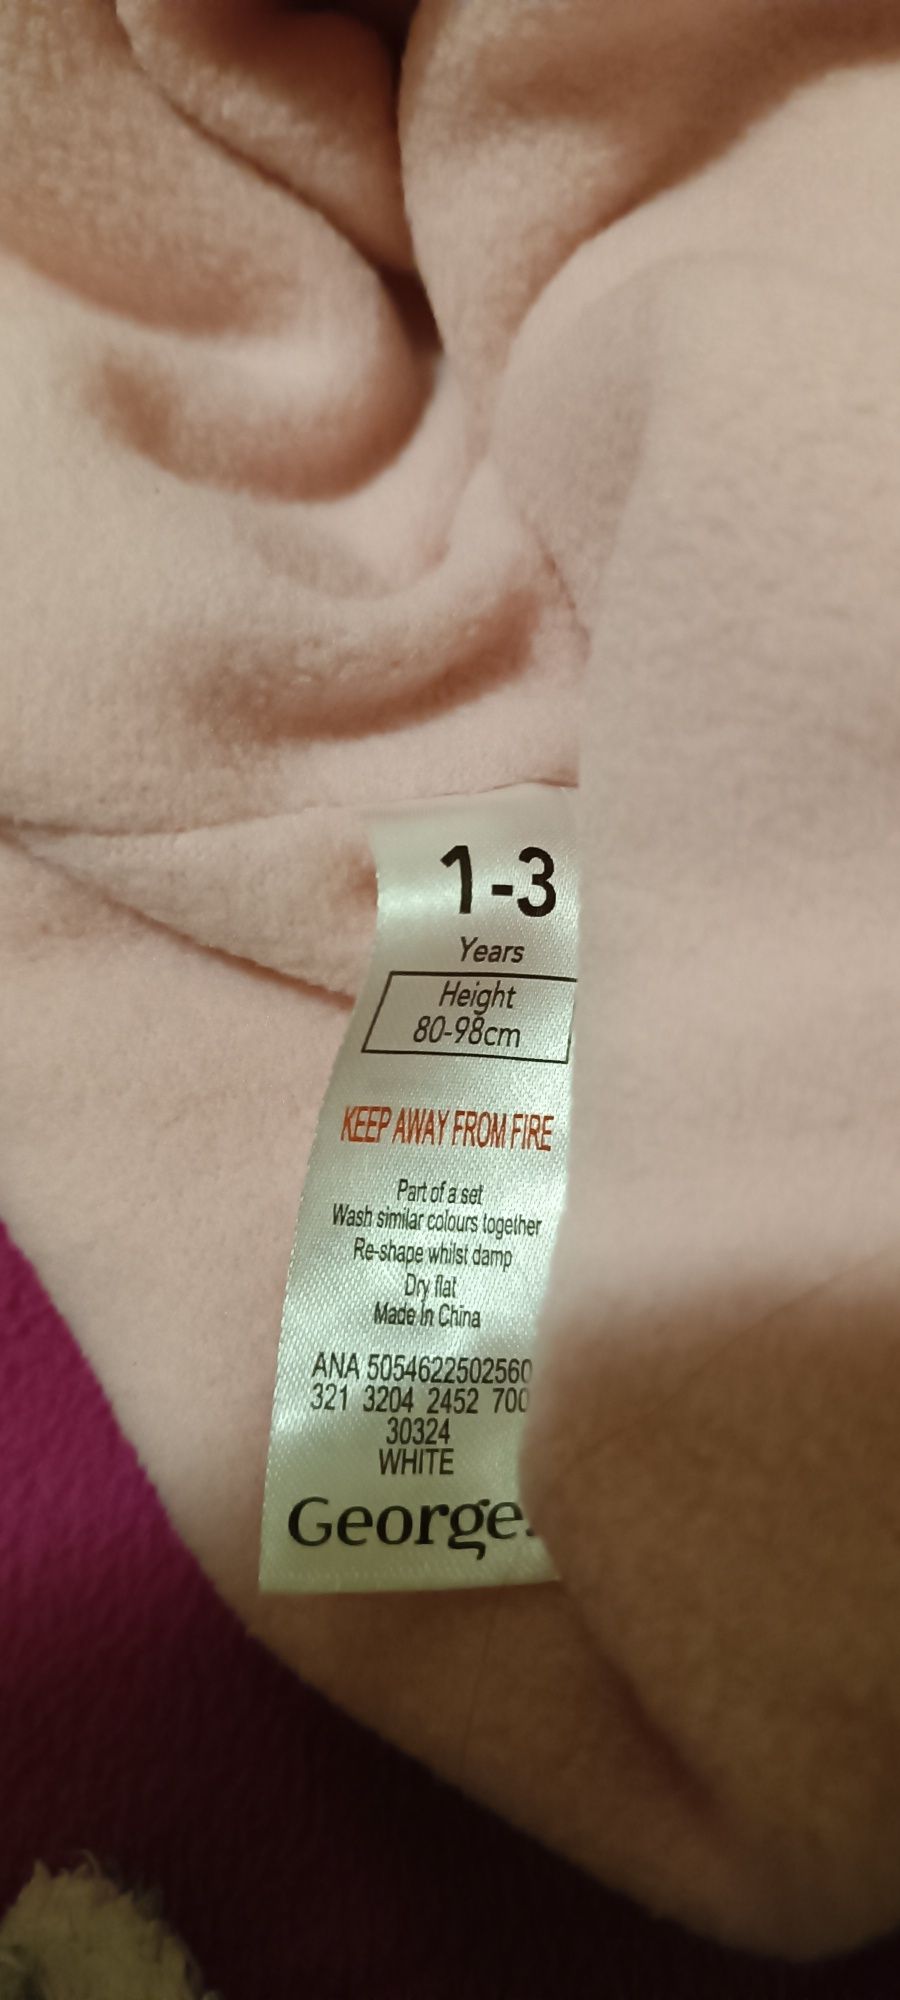 1-3
Years
Height
80-98cm
KEEP AWAY FROM FIRE
Part of a set
Wash similar colours together
Re-shape whilst damp
Dry flat
Made In China
ANA 5054622502560
321 3204 2452 700
30324
WHITE
George.